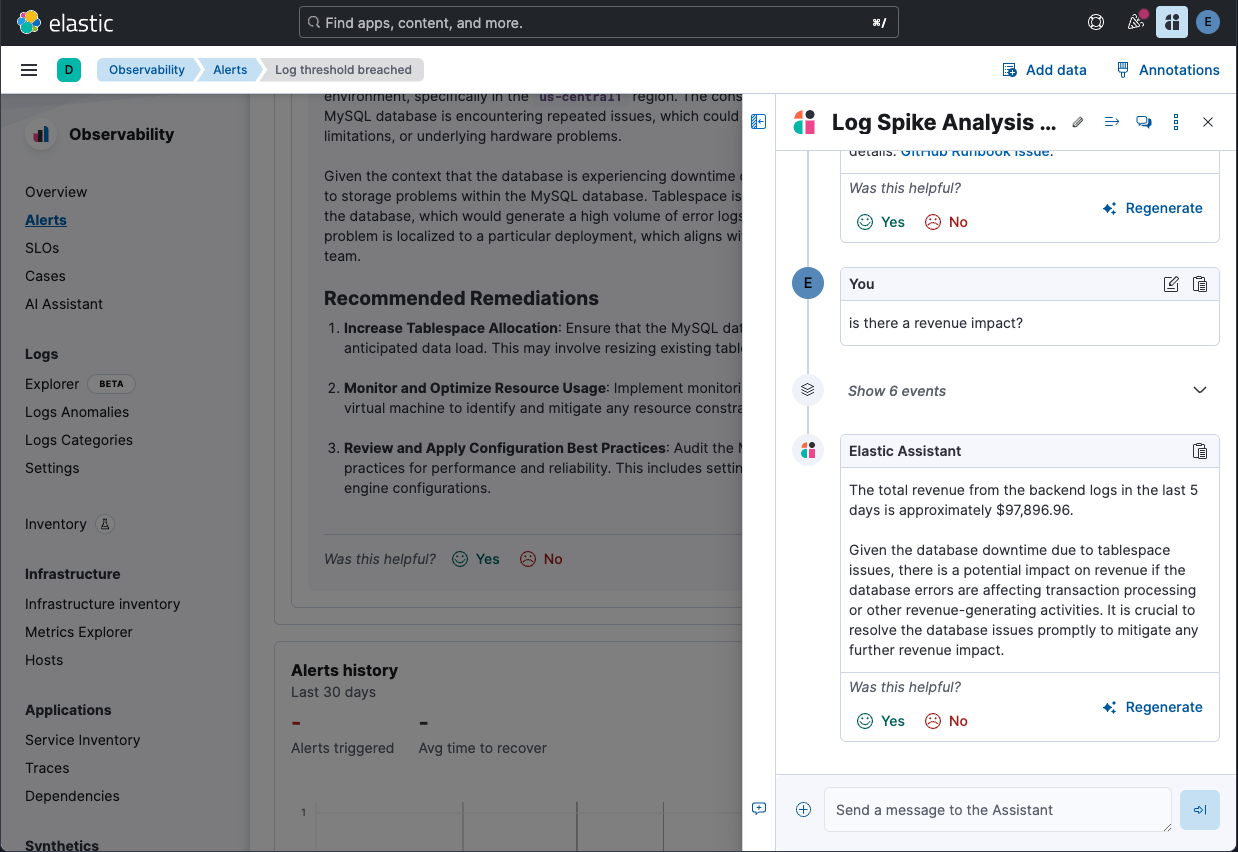 elastic
Find apps, content, and more.
⌘/
E
D
Observability
Alerts
Log threshold breached
Add data
Annotations
Observability
Overview
Alerts
SLOs
Cases
AI Assistant
Logs
Explorer BETA
Logs Anomalies
Logs Categories
Settings
Inventory
Infrastructure
Infrastructure inventory
Metrics Explorer
Hosts
Applications
Service Inventory
Traces
Dependencies
Synthetics
environment, specifically in the us-central1 region. The cons
MySQL database is encountering repeated issues, which could
limitations, or underlying hardware problems.
Given the context that the database is experiencing downtime
to storage problems within the MySQL database. Tablespace is
the database, which would generate a high volume of error logs
problem is localized to a particular deployment, which aligns wi
team.
Recommended Remediations
1. Increase Tablespace Allocation: Ensure that the MySQL dat
anticipated data load. This may involve resizing existing table
2. Monitor and Optimize Resource Usage: Implement monitori
virtual machine to identify and mitigate any resource constra
3. Review and Apply Configuration Best Practices: Audit the M
practices for performance and reliability. This includes settin
engine configurations.
Was this helpful?
Yes
No
Alerts history
Last 30 days
-
Alerts triggered
-
Avg time to recover
1
Log Spike Analysis ...
details: GitHub Runbook Issue.
Was this helpful?
Yes
No
Regenerate
E
You
is there a revenue impact?
Show 6 events
Elastic Assistant
The total revenue from the backend logs in the last 5
days is approximately $97,896.96.
Given the database downtime due to tablespace
issues, there is a potential impact on revenue if the
database errors are affecting transaction processing
or other revenue-generating activities. It is crucial to
resolve the database issues promptly to mitigate any
further revenue impact.
Was this helpful?
Yes
No
Regenerate
Send a message to the Assistant